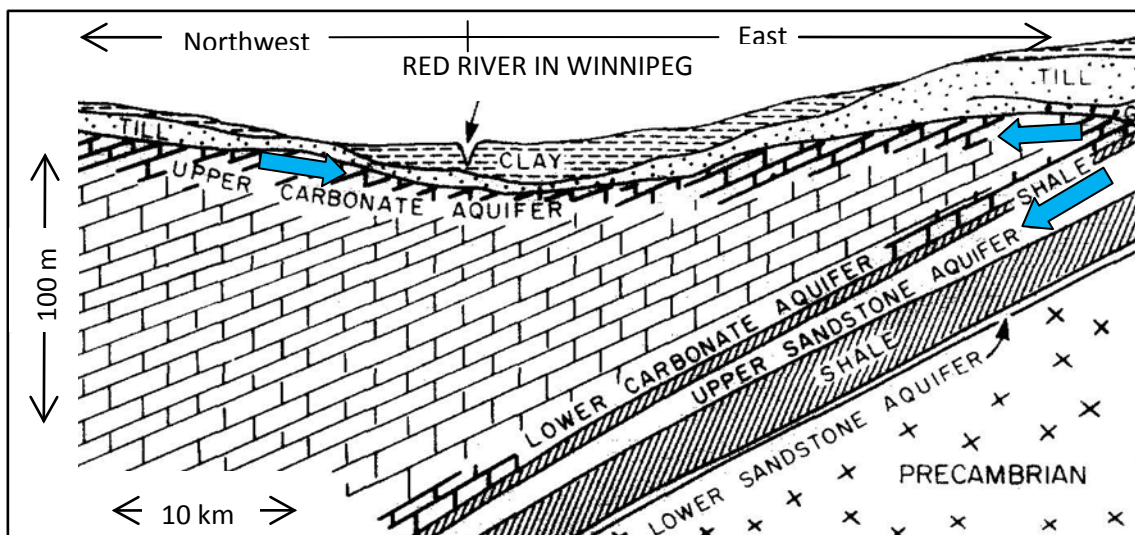 Northwest
East
RED RIVER IN WINNIPEG
TILL
TILL
CLAY
UPPER CARBONATE AQUIFER
SHALE
100 m
LOWER CARBONATE AQUIFER
UPPER SANDSTONE AQUIFER
SHALE
LOWER SANDSTONE AQUIFER
PRECAMBRIAN
10 km